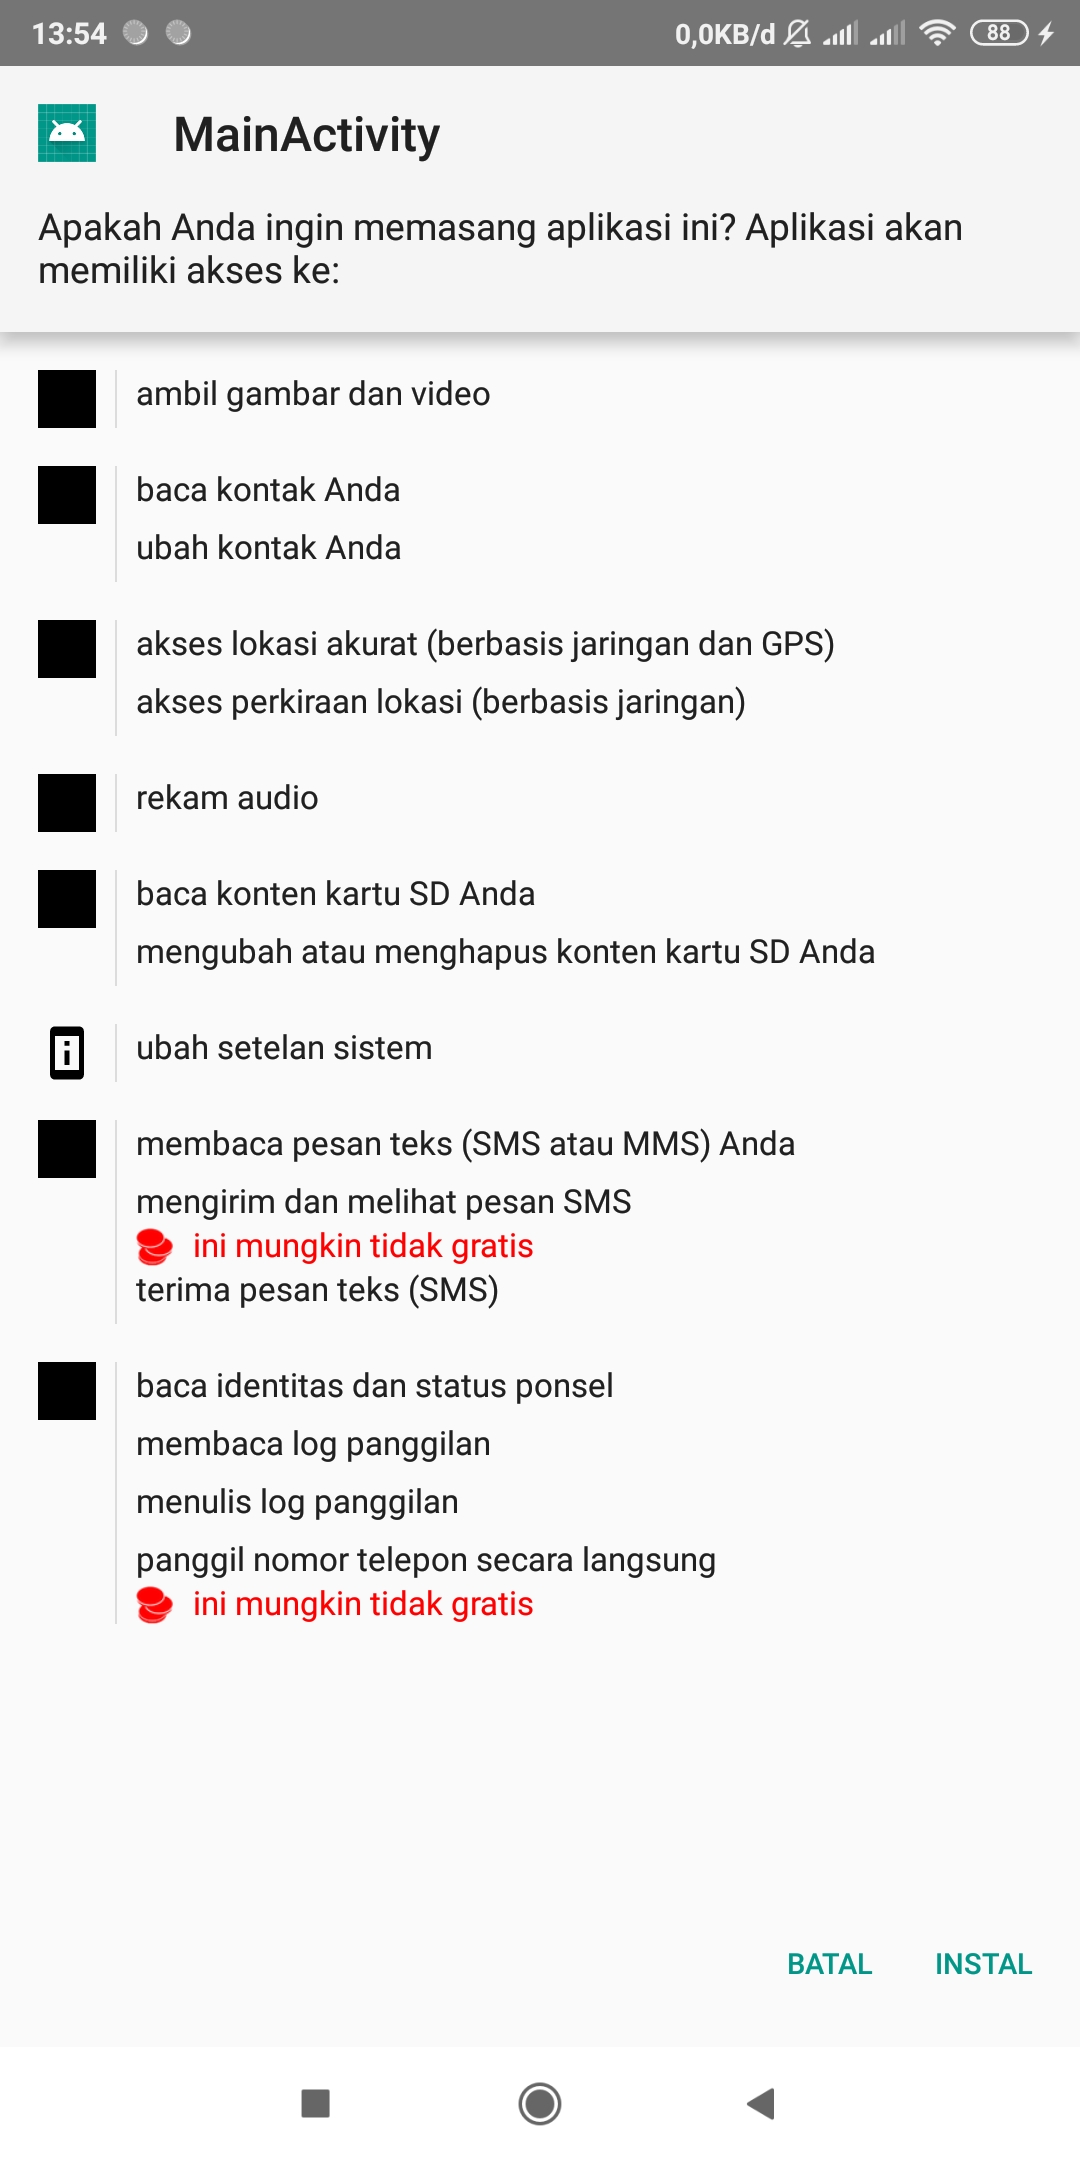 13:54
0,0KB/d
88
MainActivity
Apakah Anda ingin memasang aplikasi ini? Aplikasi akan
memiliki akses ke:
ambil gambar dan video
baca kontak Anda
ubah kontak Anda
akses lokasi akurat (berbasis jaringan dan GPS)
akses perkiraan lokasi (berbasis jaringan)
rekam audio
baca konten kartu SD Anda
mengubah atau menghapus konten kartu SD Anda
ubah setelan sistem
membaca pesan teks (SMS atau MMS) Anda
mengirim dan melihat pesan SMS
ini mungkin tidak gratis
terima pesan teks (SMS)
baca identitas dan status ponsel
membaca log panggilan
menulis log panggilan
panggil nomor telepon secara langsung
ini mungkin tidak gratis
BATAL
INSTAL